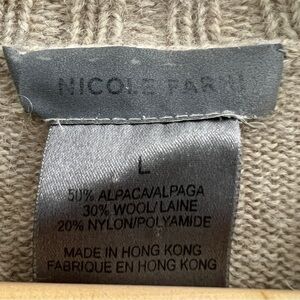 NICOLE FARHI
L
50% ALPACA/ALPAGA
30% WOOL/LAINE
20% NYLON/POLYAMIDE
MADE IN HONG KONG
FABRIQUE EN HONG KONG